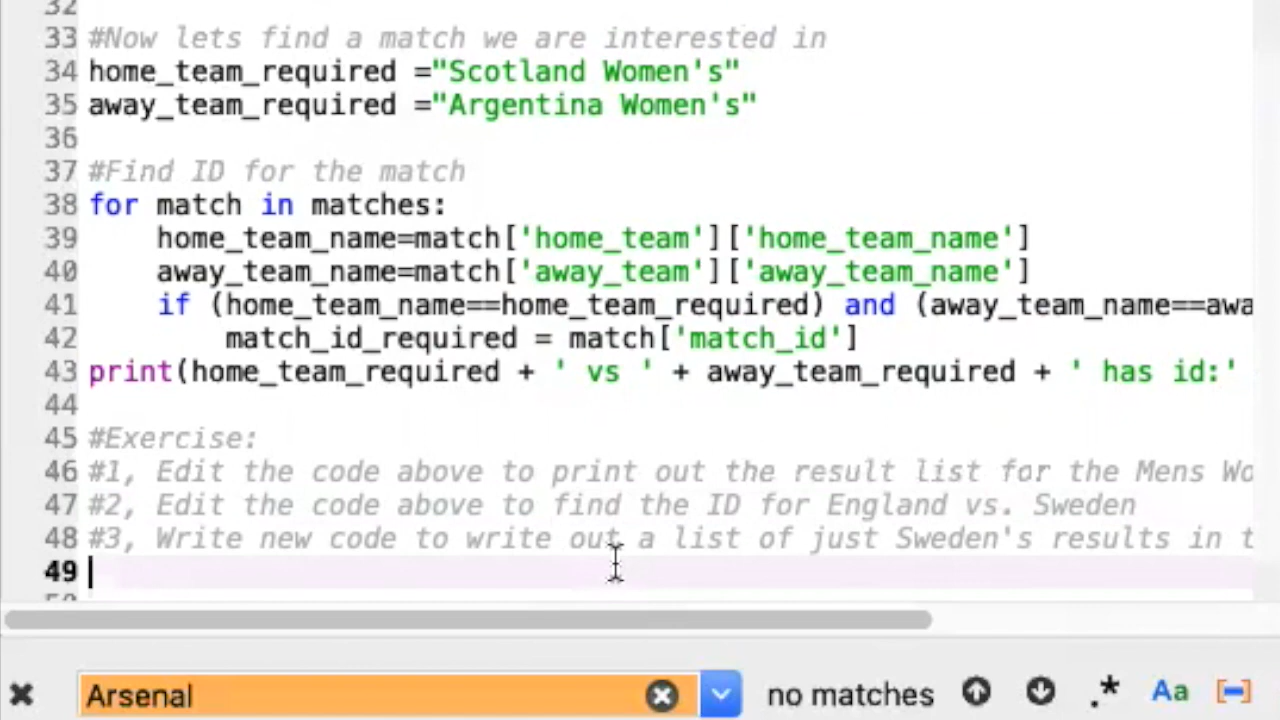 32
33 #Now lets find a match we are interested in
34 home_team_required ="Scotland Women's"
35 away_team_required ="Argentina Women's"
36
37 #Find ID for the match
38 for match in matches:
39     home_team_name=match['home_team']['home_team_name']
40     away_team_name=match['away_team']['away_team_name']
41     if (home_team_name==home_team_required) and (away_team_name==awa
42         match_id_required = match['match_id']
43 print(home_team_required + ' vs ' + away_team_required + ' has id:'
44
45 #Exercise:
46 #1, Edit the code above to print out the result list for the Mens Wo
47 #2, Edit the code above to find the ID for England vs. Sweden
48 #3, Write new code to write out a list of just Sweden's results in t
49
50
Arsenal no matches .* Aa